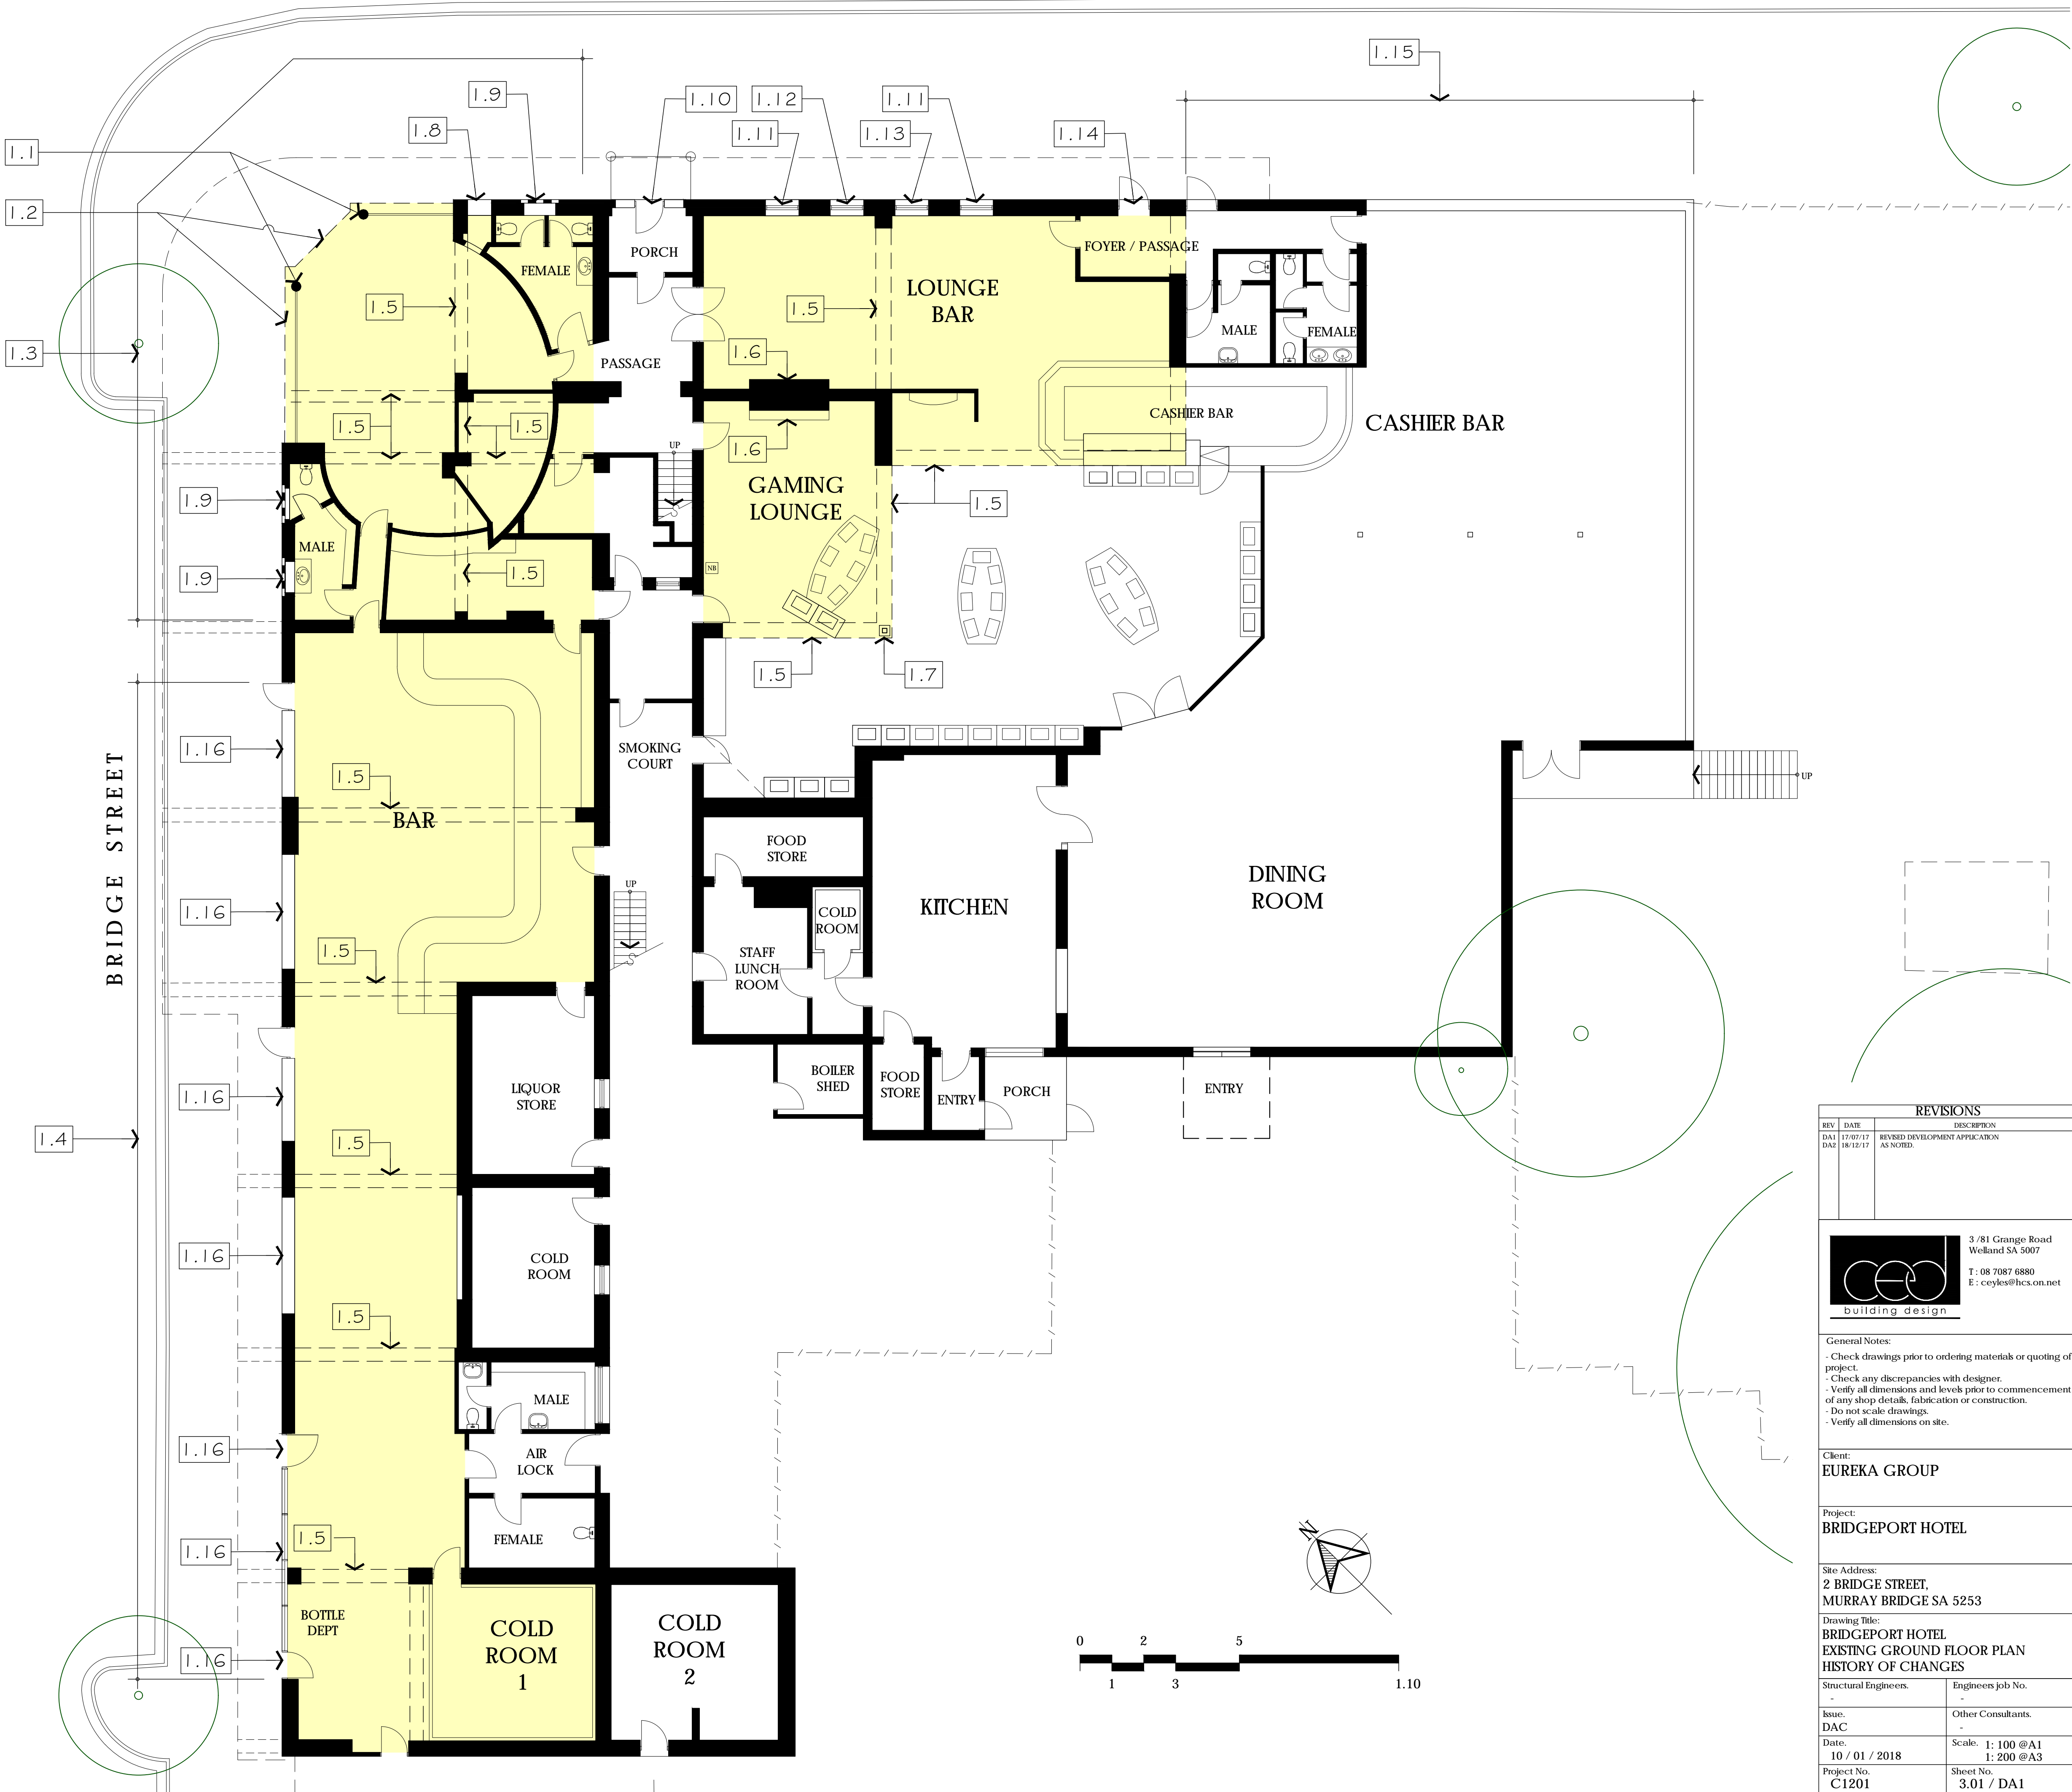 1.15
1.9
1.10
1.12
1.11
1.8
1.11
1.13
1.14
1.1
1.2
1.3
PORCH
FEMALE
FOYER / PASSAGE
LOUNGE
BAR
1.5
1.5
MALE
FEMALE
1.6
PASSAGE
CASHIER BAR
CASHIER BAR
1.5
1.5
1.6
UP
GAMING
LOUNGE
1.9
1.5
MALE
1.9
1.5
NB
1.5
1.7
SMOKING
COURT
1.16
1.5
UP
BRIDGE STREET
BAR
FOOD
STORE
DINING
ROOM
KITCHEN
UP
COLD
ROOM
1.16
1.5
STAFF
LUNCH
ROOM
BOILER
SHED
FOOD
STORE
ENTRY
PORCH
ENTRY
LIQUOR
STORE
1.16
1.4
1.5
1.16
COLD
ROOM
1.5
MALE
1.16
AIR
LOCK
1.5
FEMALE
1.16
BOTTLE
DEPT
COLD
ROOM
1
COLD
ROOM
2
1.16
N
0 2 5
1 3 1.10
REVISIONS
REV DATE DESCRIPTION
DA1 17/07/17 REVISED DEVELOPMENT APPLICATION
DA2 18/12/17 AS NOTED.
ced
building design
3 /81 Grange Road
Welland SA 5007
T : 08 7087 6880
E : ceyles@hcs.on.net
General Notes:
- Check drawings prior to ordering materials or quoting of
project.
- Check any discrepancies with designer.
- Verify all dimensions and levels prior to commencement
of any shop details, fabrication or construction.
- Do not scale drawings.
- Verify all dimensions on site.
Client:
EUREKA GROUP
Project:
BRIDGEPORT HOTEL
Site Address:
2 BRIDGE STREET,
MURRAY BRIDGE SA 5253
Drawing Title:
BRIDGEPORT HOTEL
EXISTING GROUND FLOOR PLAN
HISTORY OF CHANGES
Structural Engineers. Engineers job No.
- -
Issue. Other Consultants.
DAC -
Date. Scale. 1: 100 @A1
10 / 01 / 2018 1: 200 @A3
Project No. Sheet No.
C1201 3.01 / DA1